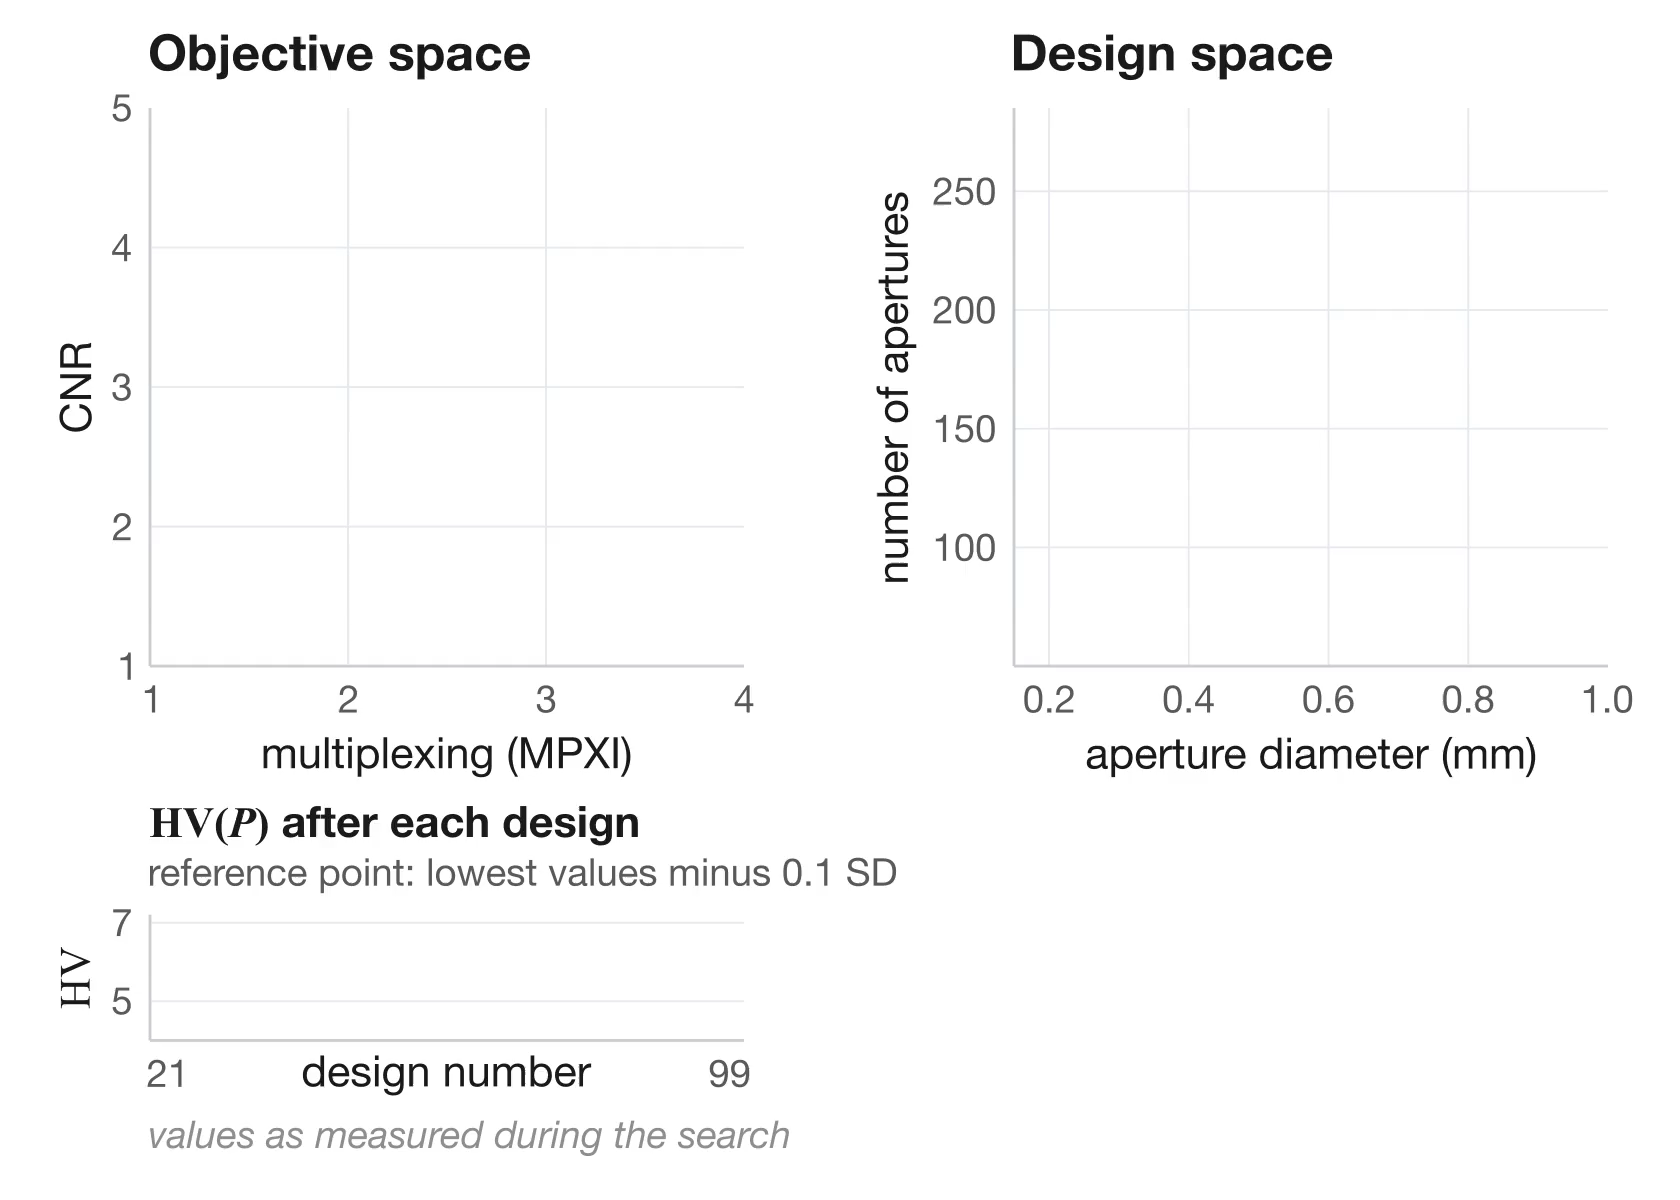 Objective space
5
4
3
2
1
CNR
1 2 3 4
multiplexing (MPXI)
Design space
250
200
150
100
number of apertures
0.2 0.4 0.6 0.8 1.0
aperture diameter (mm)
HV(P) after each design
reference point: lowest values minus 0.1 SD
7
5
HV
21 design number 99
values as measured during the search